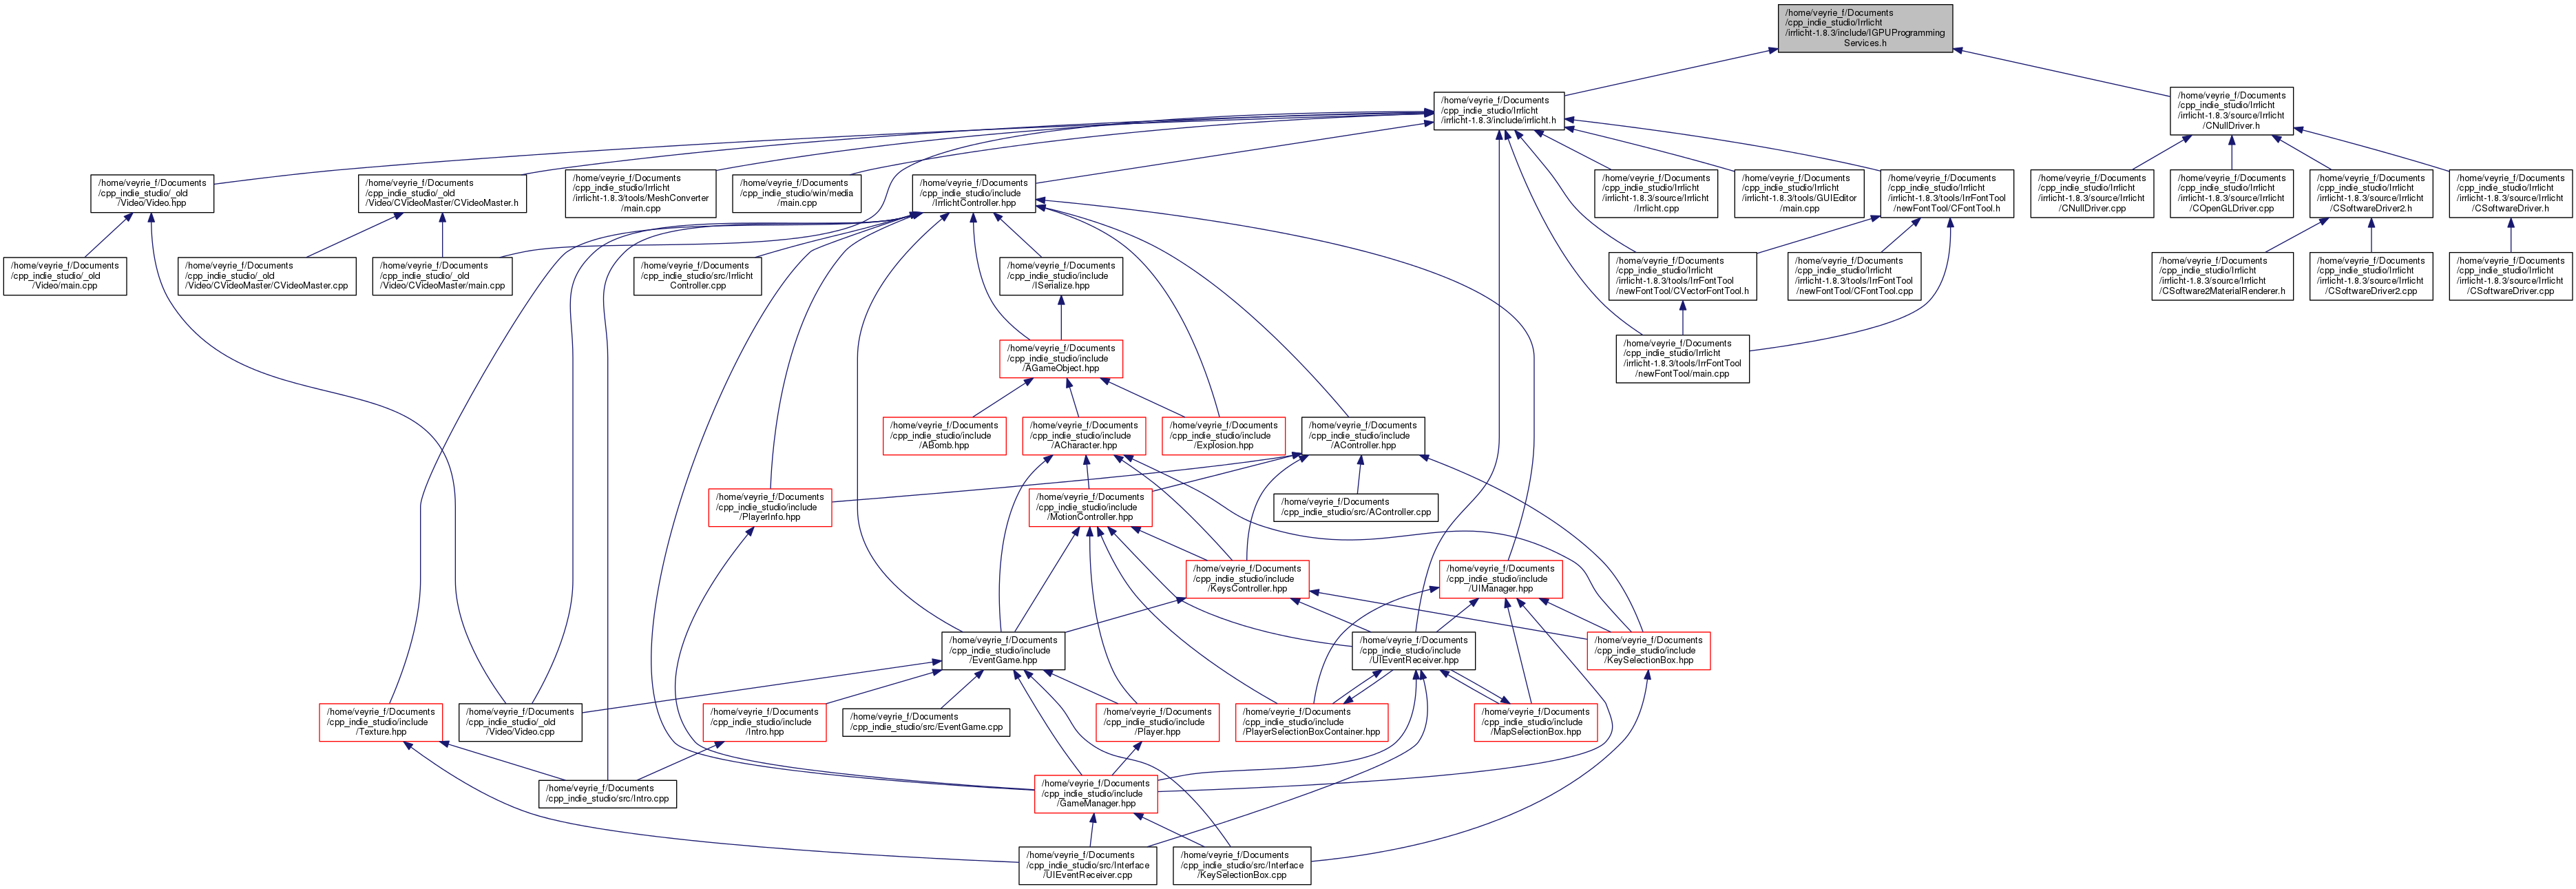 /home/veyrie_f/Documents
/cpp_indie_studio/Irrlicht
/irrlicht-1.8.3/include/IGPUProgramming
Services.h
/home/veyrie_f/Documents
/cpp_indie_studio/Irrlicht
/irrlicht-1.8.3/include/irrlicht.h
/home/veyrie_f/Documents
/cpp_indie_studio/Irrlicht
/irrlicht-1.8.3/source/Irrlicht
/CNullDriver.h
/home/veyrie_f/Documents
/cpp_indie_studio/_old
/Video/Video.hpp
/home/veyrie_f/Documents
/cpp_indie_studio/_old
/Video/CVideoMaster/CVideoMaster.h
/home/veyrie_f/Documents
/cpp_indie_studio/Irrlicht
/irrlicht-1.8.3/tools/MeshConverter
/main.cpp
/home/veyrie_f/Documents
/cpp_indie_studio/win/media
/main.cpp
/home/veyrie_f/Documents
/cpp_indie_studio/include
/IrrlichtController.hpp
/home/veyrie_f/Documents
/cpp_indie_studio/Irrlicht
/irrlicht-1.8.3/source/Irrlicht
/Irrlicht.cpp
/home/veyrie_f/Documents
/cpp_indie_studio/Irrlicht
/irrlicht-1.8.3/tools/GUIEditor
/main.cpp
/home/veyrie_f/Documents
/cpp_indie_studio/Irrlicht
/irrlicht-1.8.3/tools/IrrFontTool
/newFontTool/CFontTool.h
/home/veyrie_f/Documents
/cpp_indie_studio/Irrlicht
/irrlicht-1.8.3/source/Irrlicht
/CNullDriver.cpp
/home/veyrie_f/Documents
/cpp_indie_studio/Irrlicht
/irrlicht-1.8.3/source/Irrlicht
/COpenGLDriver.cpp
/home/veyrie_f/Documents
/cpp_indie_studio/Irrlicht
/irrlicht-1.8.3/source/Irrlicht
/CSoftwareDriver2.h
/home/veyrie_f/Documents
/cpp_indie_studio/Irrlicht
/irrlicht-1.8.3/source/Irrlicht
/CSoftwareDriver.h
/home/veyrie_f/Documents
/cpp_indie_studio/_old
/Video/main.cpp
/home/veyrie_f/Documents
/cpp_indie_studio/_old
/Video/CVideoMaster/CVideoMaster.cpp
/home/veyrie_f/Documents
/cpp_indie_studio/_old
/Video/CVideoMaster/main.cpp
/home/veyrie_f/Documents
/cpp_indie_studio/src/Irrlicht
Controller.cpp
/home/veyrie_f/Documents
/cpp_indie_studio/include
/ISerialize.hpp
/home/veyrie_f/Documents
/cpp_indie_studio/Irrlicht
/irrlicht-1.8.3/tools/IrrFontTool
/newFontTool/CVectorFontTool.h
/home/veyrie_f/Documents
/cpp_indie_studio/Irrlicht
/irrlicht-1.8.3/tools/IrrFontTool
/newFontTool/CFontTool.cpp
/home/veyrie_f/Documents
/cpp_indie_studio/Irrlicht
/irrlicht-1.8.3/source/Irrlicht
/CSoftware2MaterialRenderer.h
/home/veyrie_f/Documents
/cpp_indie_studio/Irrlicht
/irrlicht-1.8.3/source/Irrlicht
/CSoftwareDriver2.cpp
/home/veyrie_f/Documents
/cpp_indie_studio/Irrlicht
/irrlicht-1.8.3/source/Irrlicht
/CSoftwareDriver.cpp
/home/veyrie_f/Documents
/cpp_indie_studio/include
/AGameObject.hpp
/home/veyrie_f/Documents
/cpp_indie_studio/Irrlicht
/irrlicht-1.8.3/tools/IrrFontTool
/newFontTool/main.cpp
/home/veyrie_f/Documents
/cpp_indie_studio/include
/ABomb.hpp
/home/veyrie_f/Documents
/cpp_indie_studio/include
/ACharacter.hpp
/home/veyrie_f/Documents
/cpp_indie_studio/include
/Explosion.hpp
/home/veyrie_f/Documents
/cpp_indie_studio/include
/AController.hpp
/home/veyrie_f/Documents
/cpp_indie_studio/include
/PlayerInfo.hpp
/home/veyrie_f/Documents
/cpp_indie_studio/include
/MotionController.hpp
/home/veyrie_f/Documents
/cpp_indie_studio/src/AController.cpp
/home/veyrie_f/Documents
/cpp_indie_studio/include
/KeysController.hpp
/home/veyrie_f/Documents
/cpp_indie_studio/include
/UIManager.hpp
/home/veyrie_f/Documents
/cpp_indie_studio/include
/EventGame.hpp
/home/veyrie_f/Documents
/cpp_indie_studio/include
/UIEventReceiver.hpp
/home/veyrie_f/Documents
/cpp_indie_studio/include
/KeySelectionBox.hpp
/home/veyrie_f/Documents
/cpp_indie_studio/include
/Texture.hpp
/home/veyrie_f/Documents
/cpp_indie_studio/_old
/Video/Video.cpp
/home/veyrie_f/Documents
/cpp_indie_studio/include
/Intro.hpp
/home/veyrie_f/Documents
/cpp_indie_studio/src/EventGame.cpp
/home/veyrie_f/Documents
/cpp_indie_studio/include
/Player.hpp
/home/veyrie_f/Documents
/cpp_indie_studio/include
/PlayerSelectionBoxContainer.hpp
/home/veyrie_f/Documents
/cpp_indie_studio/include
/MapSelectionBox.hpp
/home/veyrie_f/Documents
/cpp_indie_studio/src/Intro.cpp
/home/veyrie_f/Documents
/cpp_indie_studio/include
/GameManager.hpp
/home/veyrie_f/Documents
/cpp_indie_studio/src/Interface
/UIEventReceiver.cpp
/home/veyrie_f/Documents
/cpp_indie_studio/src/Interface
/KeySelectionBox.cpp